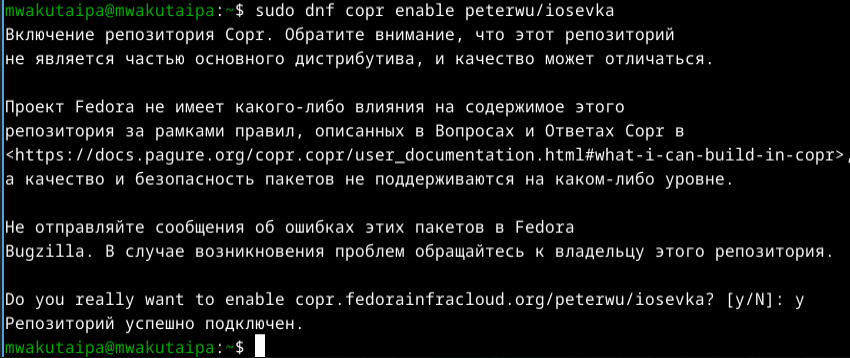 mwakutaipa@mwakutaipa:~$ sudo dnf copr enable peterwu/iosevka
Включение репозитория Copr. Обратите внимание, что этот репозиторий
не является частью основного дистрибутива, и качество может отличаться.
Проект Fedora не имеет какого-либо влияния на содержимое этого
репозитория за рамками правил, описанных в Вопросах и Ответах Copr в
<https://docs.pagure.org/copr.copr/user_documentation.html#what-i-can-build-in-copr>,
а качество и безопасность пакетов не поддерживаются на каком-либо уровне.
Не отправляйте сообщения об ошибках этих пакетов в Fedora
Bugzilla. В случае возникновения проблем обращайтесь к владельцу этого репозитория.
Do you really want to enable copr.fedorainfracloud.org/peterwu/iosevka? [y/N]: y
Репозиторий успешно подключен.
mwakutaipa@mwakutaipa:~$